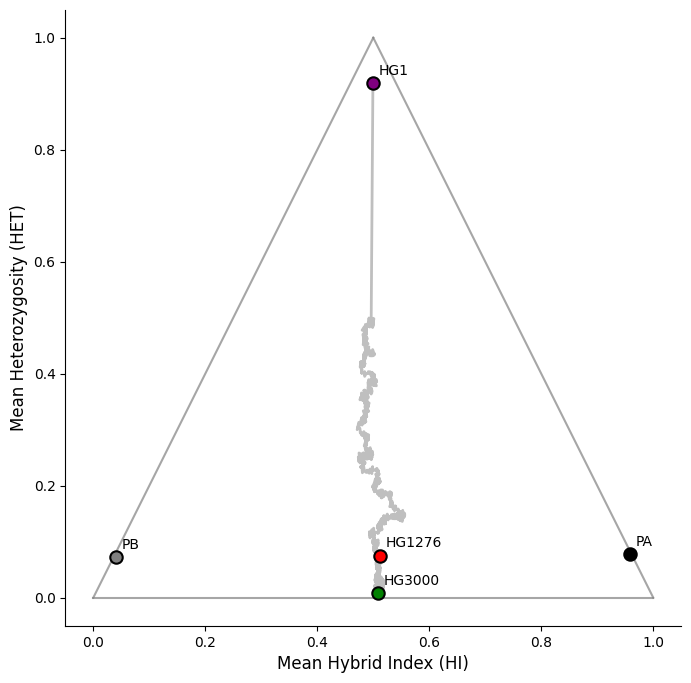 1.0
HG1
0.8
0.6
Mean Heterozygosity (HET)
0.4
0.2
HG1276
PB
PA
HG3000
0.0
0.0 0.2 0.4 0.6 0.8 1.0
Mean Hybrid Index (HI)